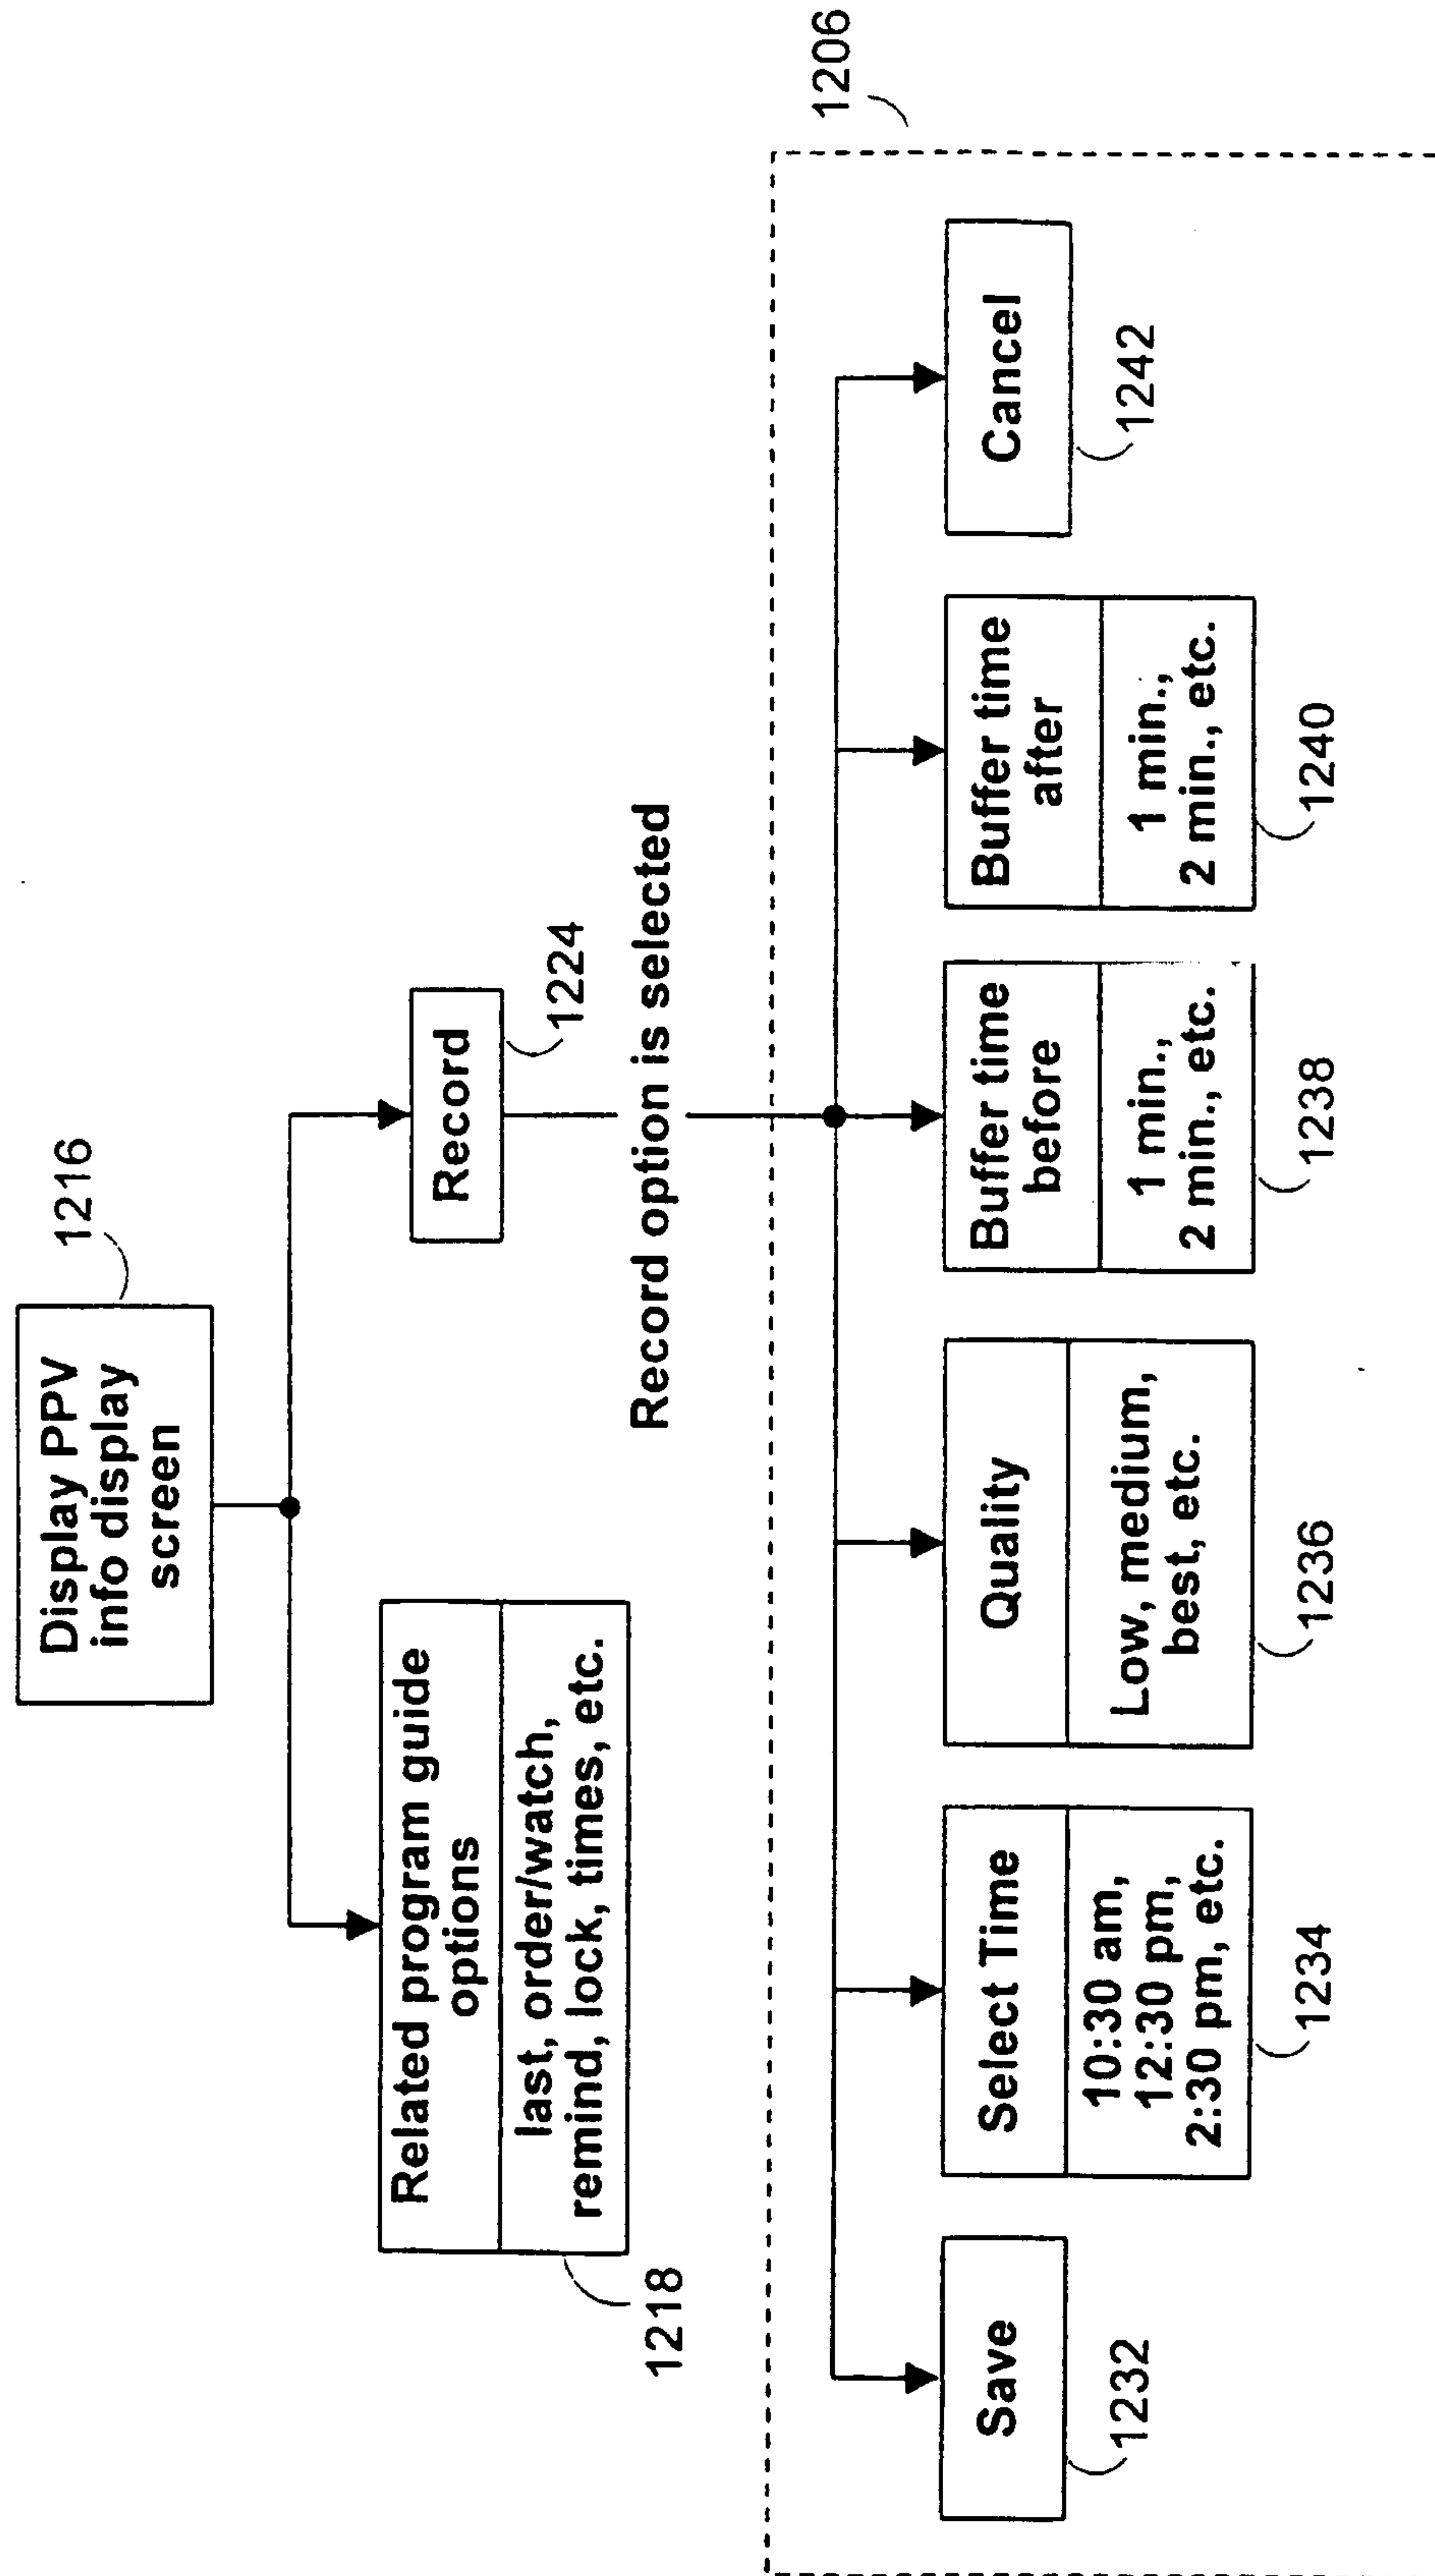 Display PPV
info display
screen
1216
Related program guide
options
last, order/watch,
remind, lock, times, etc.
1218
Record
1224
Record option is selected
1206
Save
1232
Select Time
10:30 am,
12:30 pm,
2:30 pm, etc.
1234
Quality
Low, medium,
best, etc.
1236
Buffer time
before
1 min.,
2 min., etc.
1238
Buffer time
after
1 min.,
2 min., etc.
1240
Cancel
1242